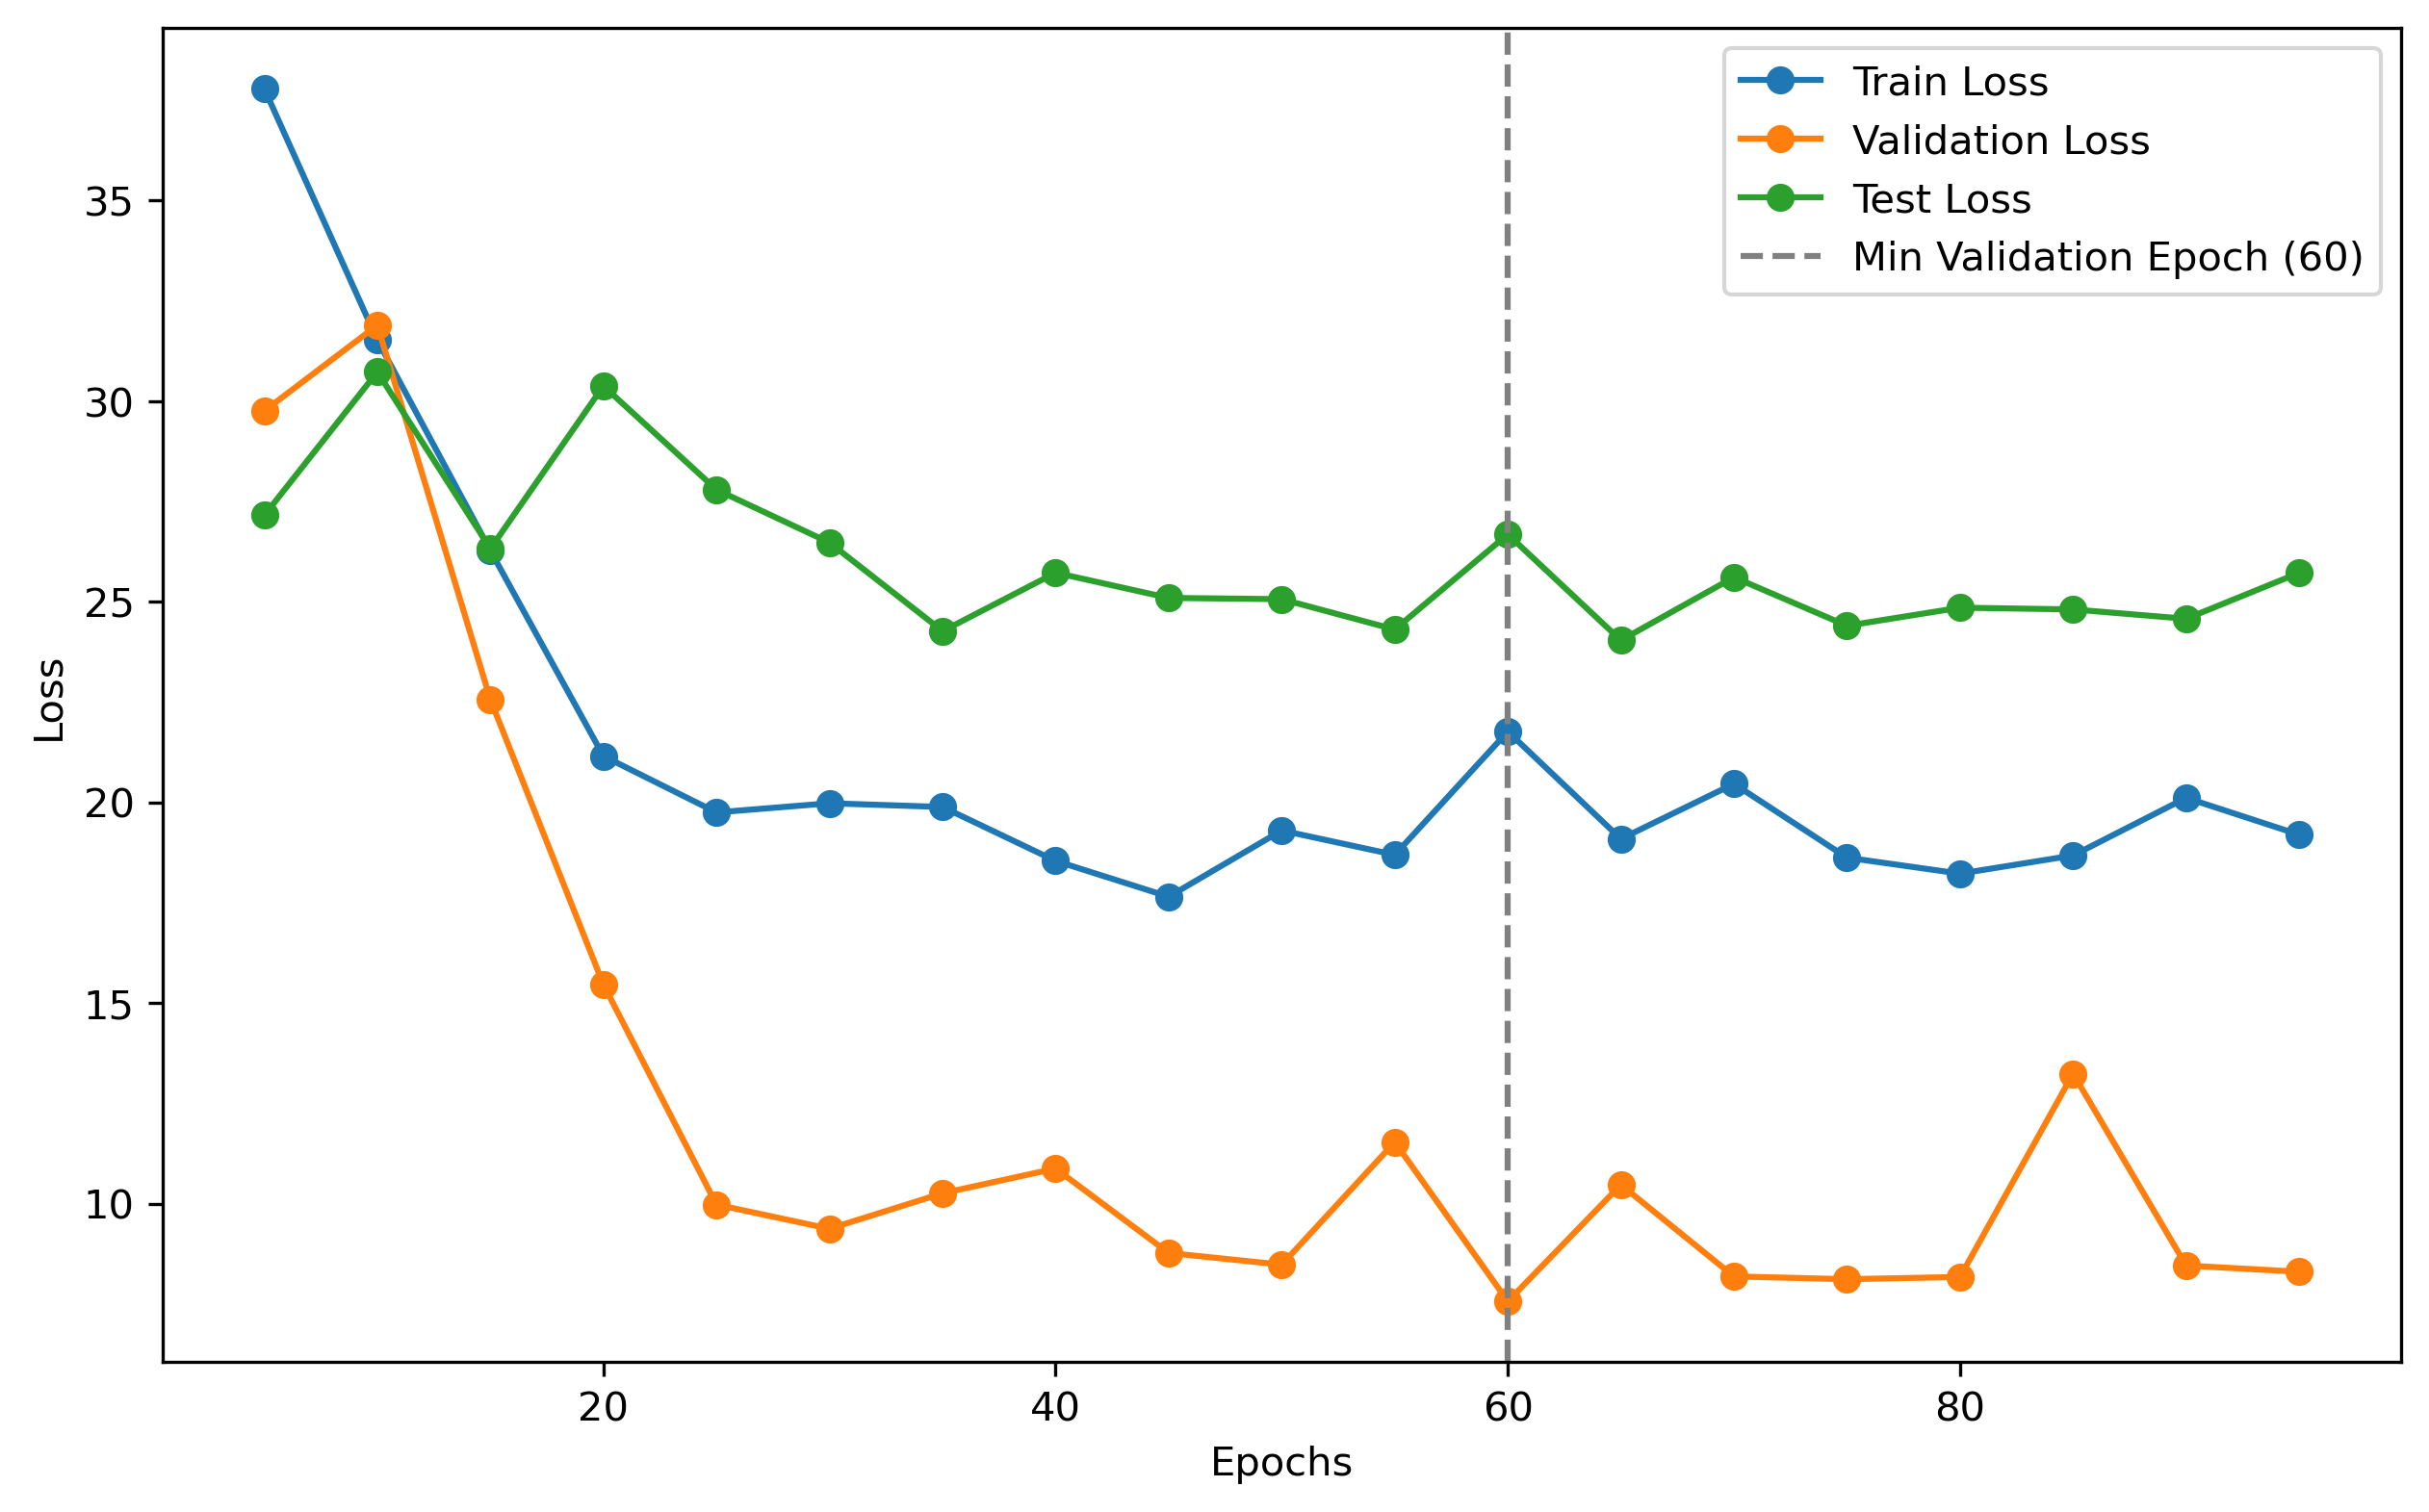 Train Loss
Validation Loss
Test Loss
Min Validation Epoch (60)
35
30
25
20
15
10
Loss
20 40 60 80
Epochs